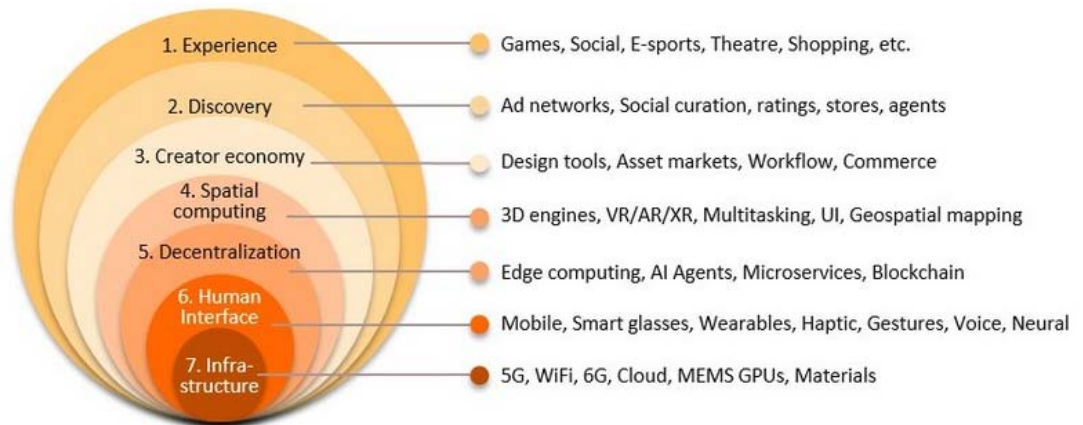 1. Experience
Games, Social, E-sports, Theatre, Shopping, etc.
2. Discovery
Ad networks, Social curation, ratings, stores, agents
3. Creator economy
Design tools, Asset markets, Workflow, Commerce
4. Spatial
computing
3D engines, VR/AR/XR, Multitasking, UI, Geospatial mapping
5. Decentralization
Edge computing, AI Agents, Microservices, Blockchain
6. Human
Interface
Mobile, Smart glasses, Wearables, Haptic, Gestures, Voice, Neural
7. Infra-
structure
5G, WiFi, 6G, Cloud, MEMS GPUs, Materials